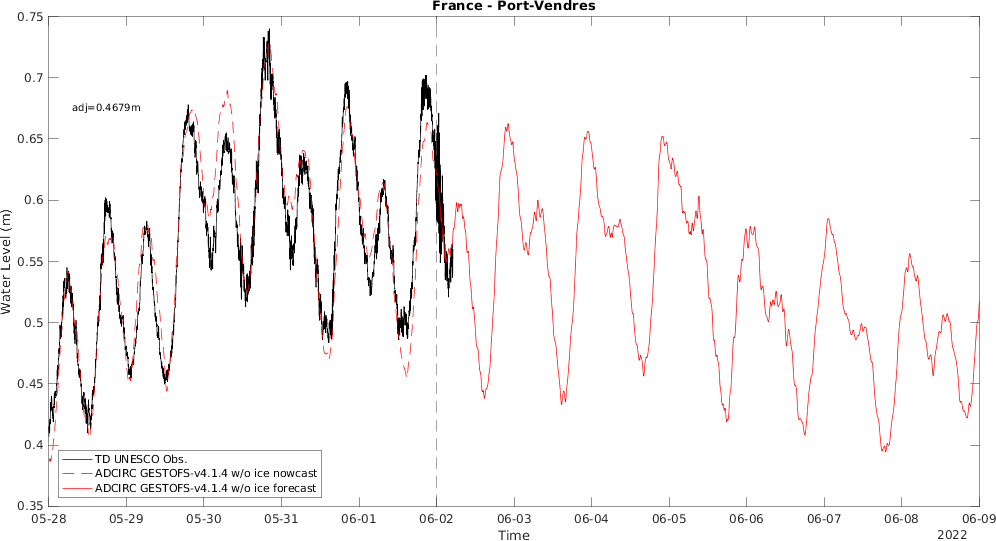 France - Port-Vendres
0.75
0.7
0.65
0.6
0.55
0.5
0.45
0.4
0.35
Water Level (m)
adj=0.4679m
TD UNESCO Obs.
ADCIRC GESTOFS-v4.1.4 w/o ice nowcast
ADCIRC GESTOFS-v4.1.4 w/o ice forecast
05-28 05-29 05-30 05-31 06-01 06-02 06-03 06-04 06-05 06-06 06-07 06-08 06-09
Time
2022